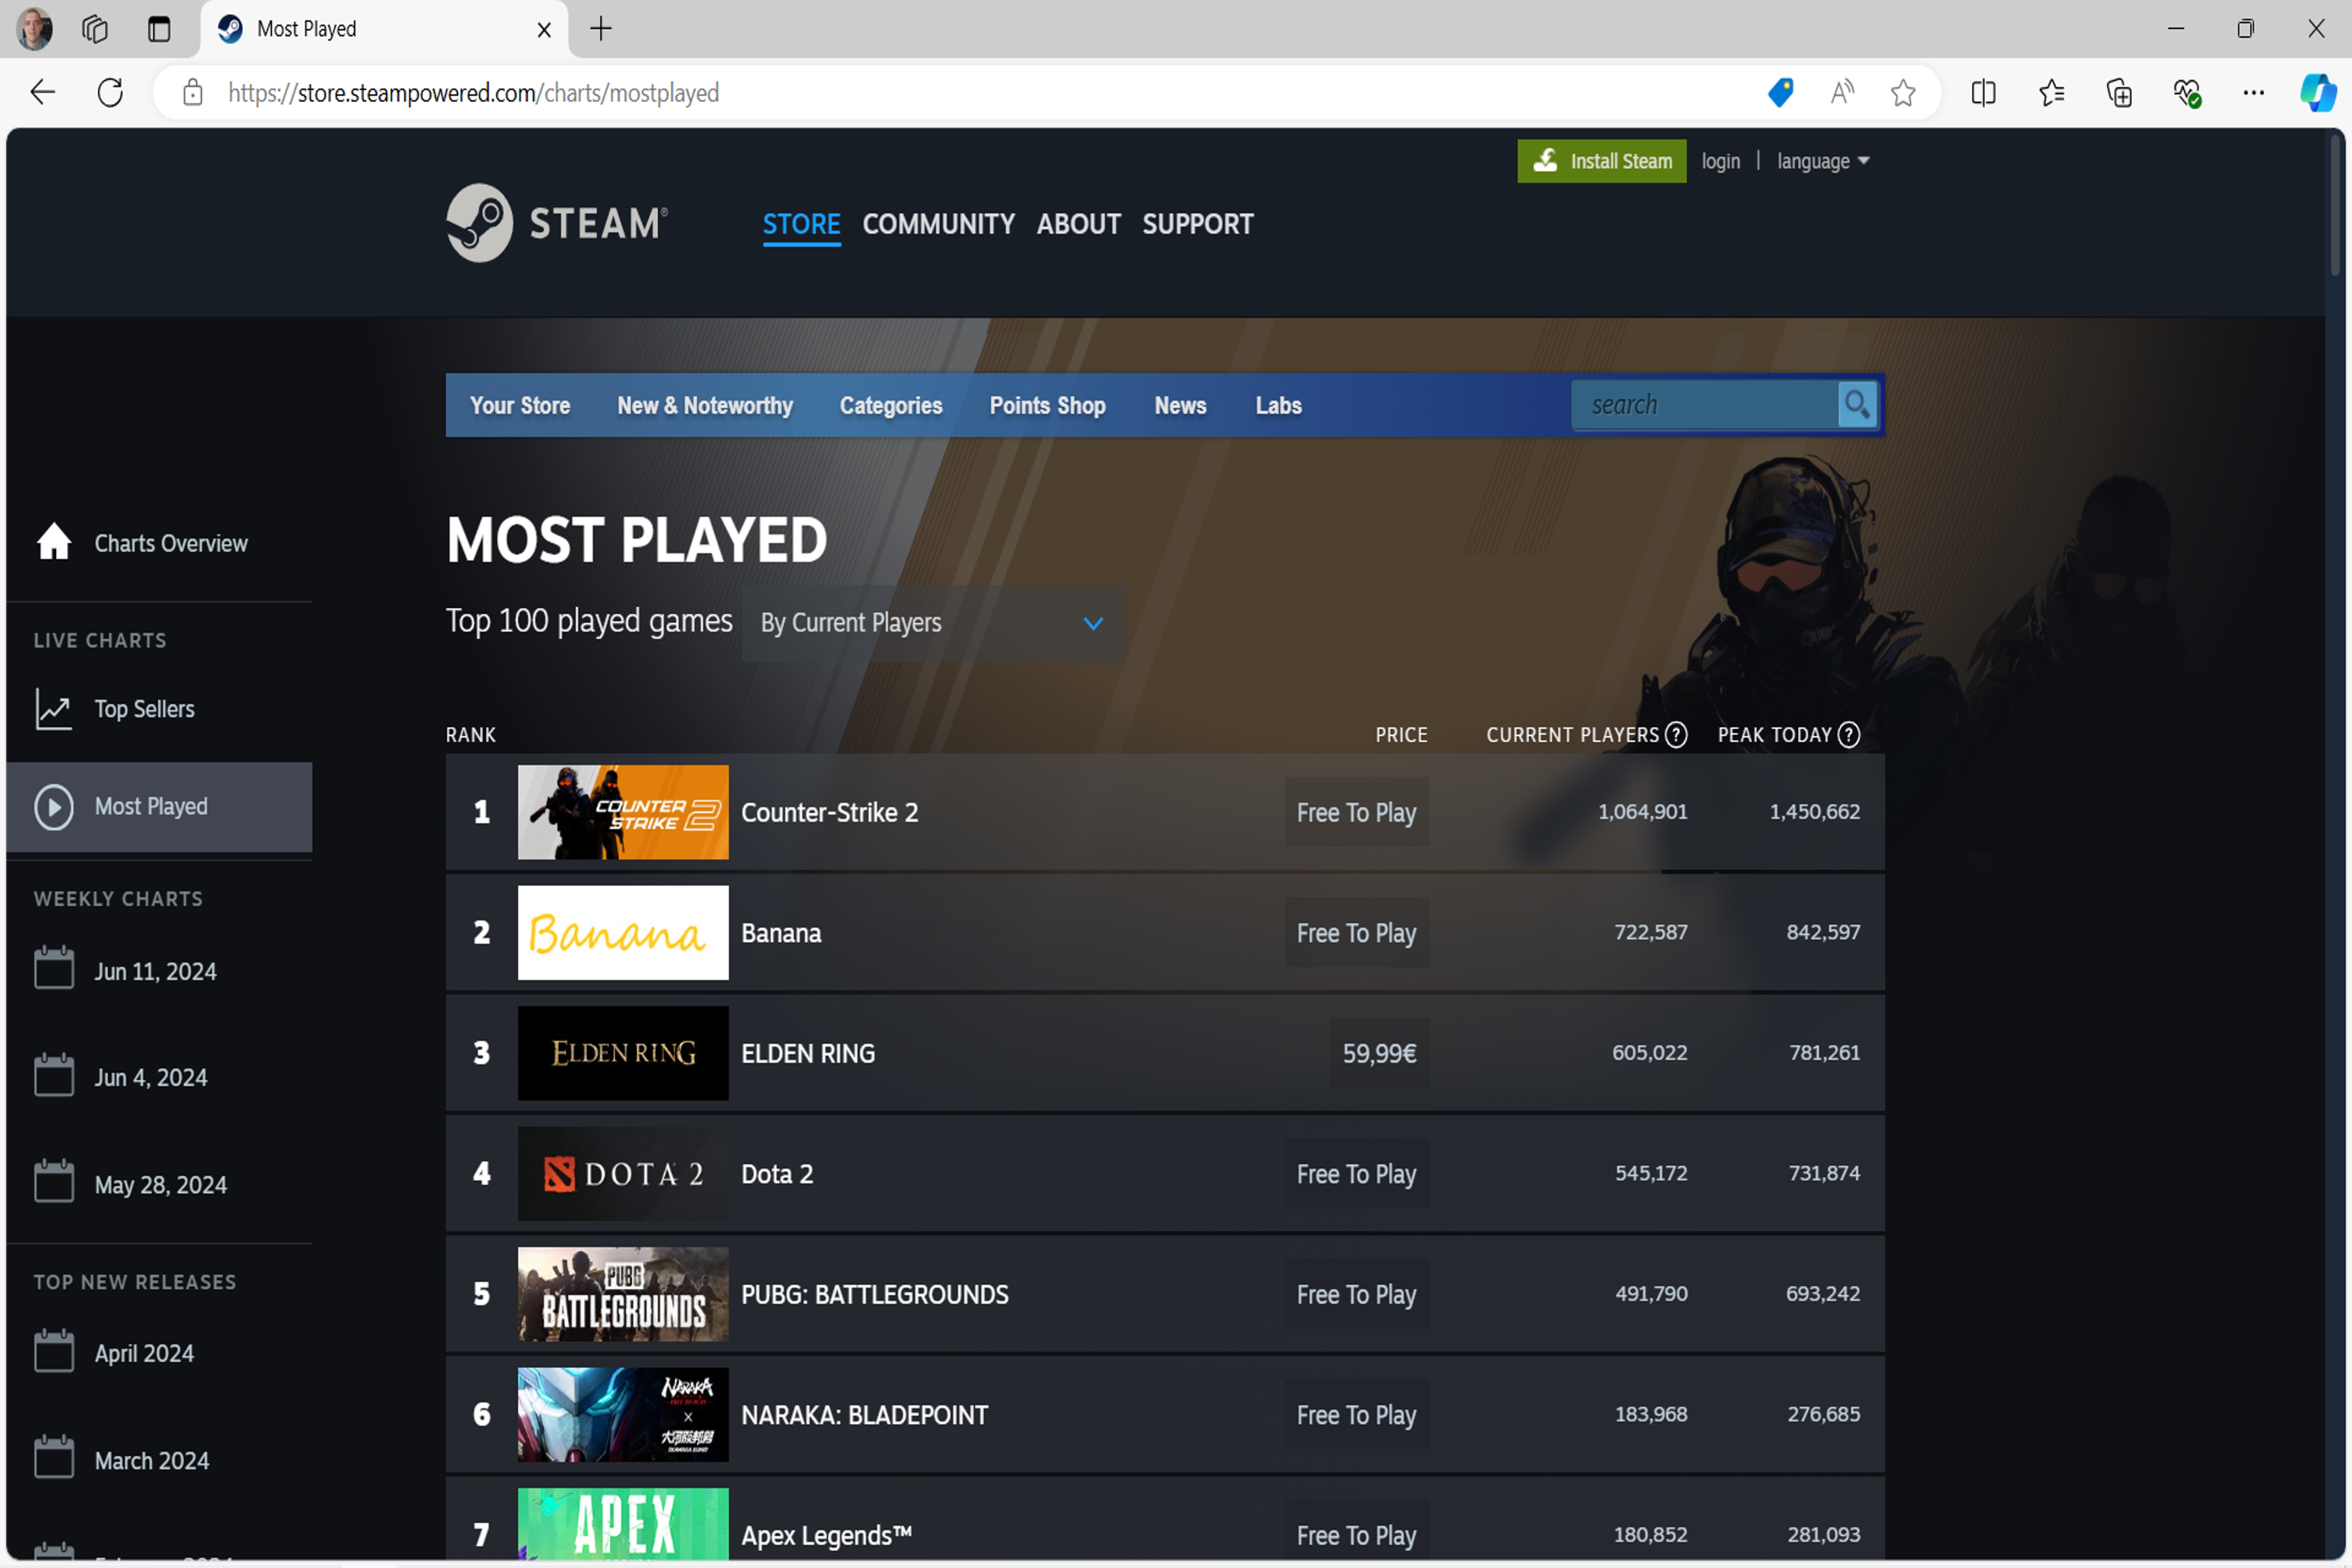 Most Played
https://store.steampowered.com/charts/mostplayed
Install Steam login | language
STEAM®
STORE COMMUNITY ABOUT SUPPORT
Your Store New & Noteworthy Categories Points Shop News Labs search
MOST PLAYED
Top 100 played games By Current Players
Charts Overview
LIVE CHARTS
Top Sellers
Most Played
WEEKLY CHARTS
Jun 11, 2024
Jun 4, 2024
May 28, 2024
TOP NEW RELEASES
April 2024
March 2024
RANK PRICE CURRENT PLAYERS ? PEAK TODAY ?
1 COUNTER STRIKE 2 Counter-Strike 2 Free To Play 1,064,901 1,450,662
2 Banana Banana Free To Play 722,587 842,597
3 ELDEN RING ELDEN RING 59,99€ 605,022 781,261
4 DOTA 2 Dota 2 Free To Play 545,172 731,874
5 PUBG BATTLEGROUNDS PUBG: BATTLEGROUNDS Free To Play 491,790 693,242
6 NARAKA X NARAKA: BLADEPOINT Free To Play 183,968 276,685
7 APEX Apex Legends™ Free To Play 180,852 281,093